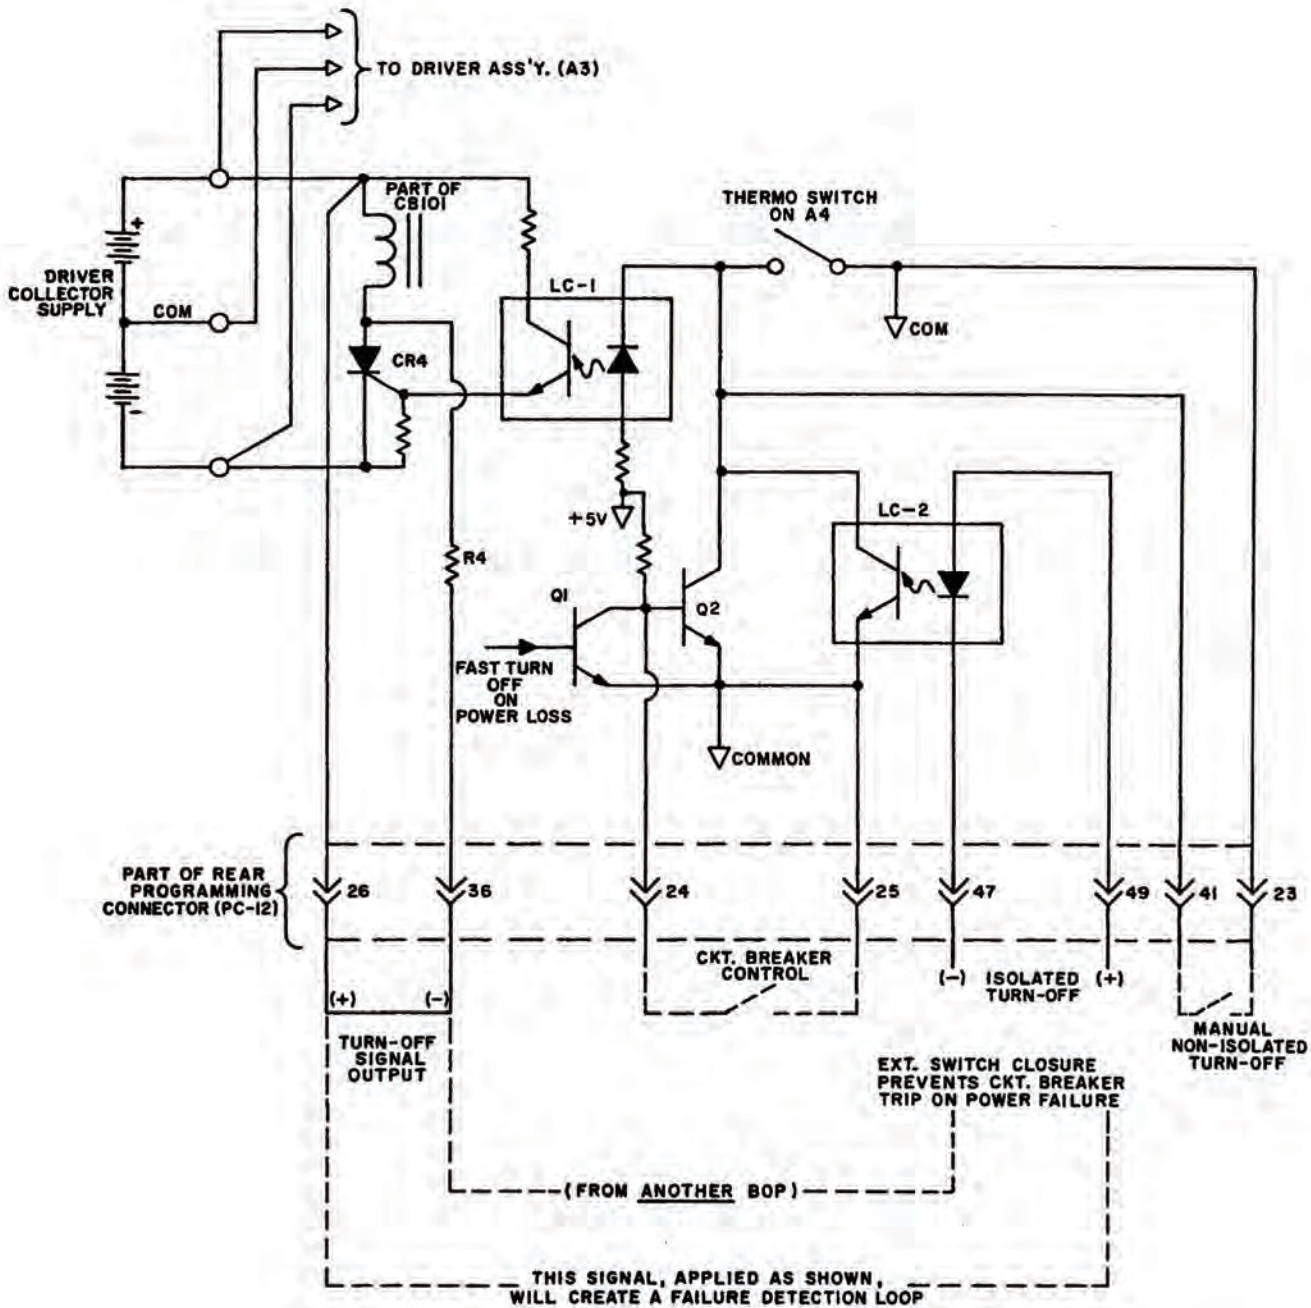 TO DRIVER ASS'Y. (A3)
PART OF
CB101
THERMO SWITCH
ON A4
+
DRIVER
COLLECTOR
SUPPLY
COM
-
LC-1
COM
CR4
+5V
LC-2
R4
Q1
Q2
FAST TURN
OFF
ON
POWER LOSS
COMMON
PART OF REAR
PROGRAMMING
CONNECTOR (PC-12)
26
36
24
25
47
49
41
23
CKT. BREAKER
CONTROL
(-) ISOLATED (+)
TURN-OFF
(+) (-)
TURN-OFF
SIGNAL
OUTPUT
MANUAL
NON-ISOLATED
TURN-OFF
EXT. SWITCH CLOSURE
PREVENTS CKT. BREAKER
TRIP ON POWER FAILURE
(FROM ANOTHER BOP)
THIS SIGNAL, APPLIED AS SHOWN,
WILL CREATE A FAILURE DETECTION LOOP